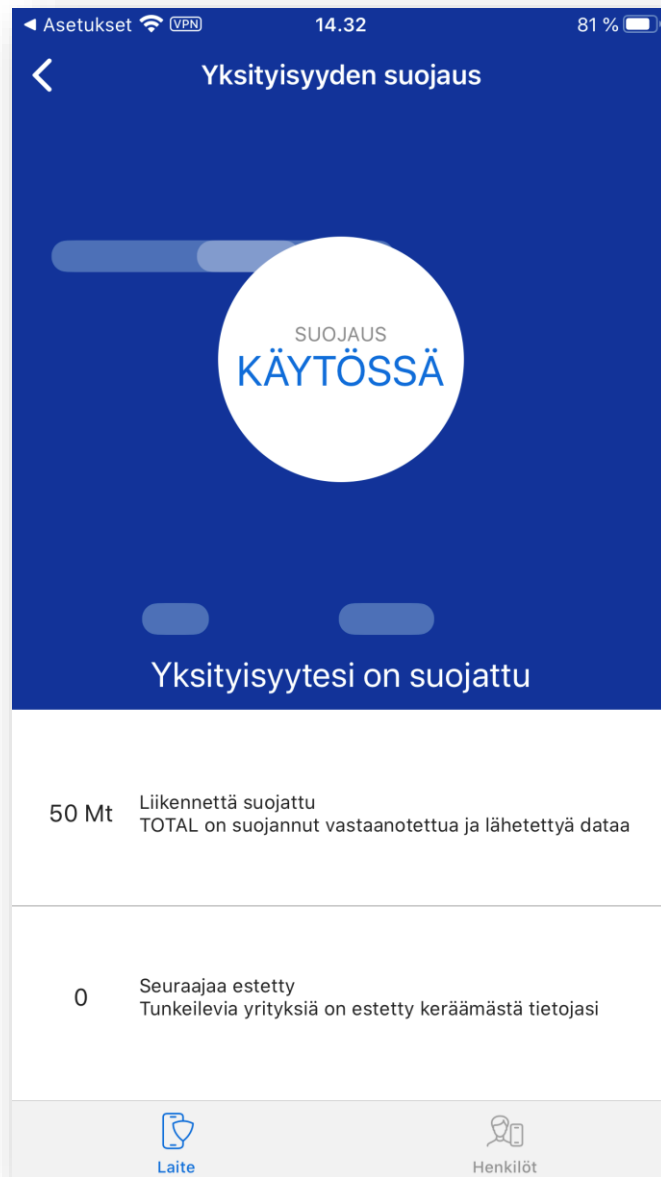 ◀ Asetukset VPN 14.32 81 %
Yksityisyyden suojaus
SUOJAUS
KÄYTÖSSÄ
Yksityisyytesi on suojattu
50 Mt
Liikennettä suojattu
TOTAL on suojannut vastaanotettua ja lähetettyä dataa
0
Seuraajaa estetty
Tunkeilevia yrityksiä on estetty keräämästä tietojasi
Laite
Henkilöt